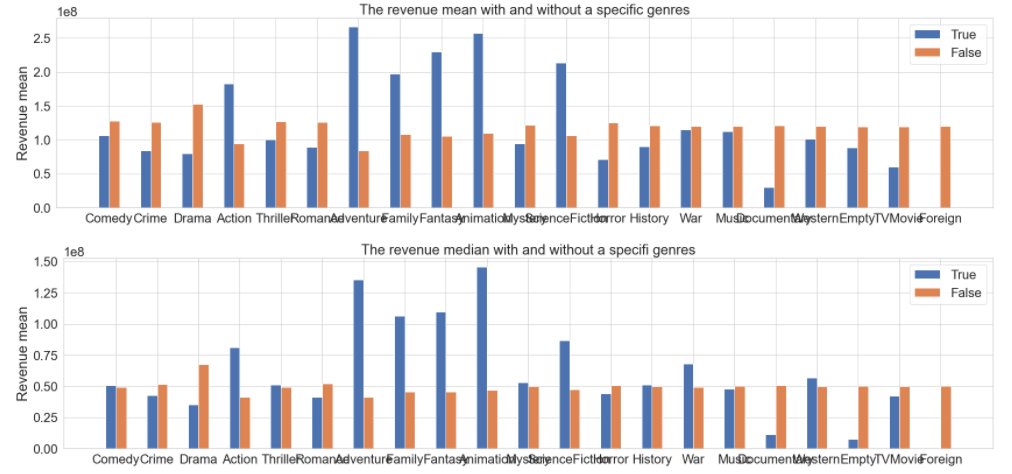 The revenue mean with and without a specific genres
1e8
Revenue mean
2.5
2.0
1.5
1.0
0.5
0.0
True
False
Comedy Crime Drama Action Thriller Romance Adventure Family Fantasy Animation Mystery ScienceFiction Horror History War Music Documentary Western Empty TVMovie Foreign
The revenue median with and without a specifi genres
1e8
Revenue mean
1.50
1.25
1.00
0.75
0.50
0.25
0.00
True
False
Comedy Crime Drama Action Thriller Romance Adventure Family Fantasy Animation Mystery ScienceFiction Horror History War Music Documentary Western Empty TVMovie Foreign